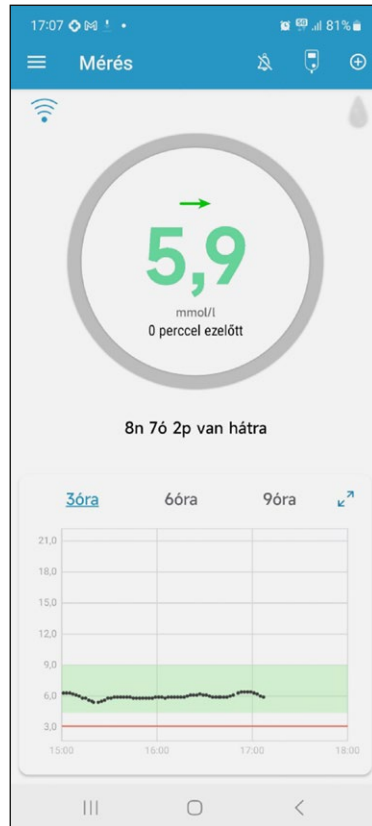 17:07 81%
Mérés
5,9
mmol/l
0 perccel ezelőtt
8n 7ó 2p van hátra
3óra 6óra 9óra
21,0
18,0
15,0
12,0
9,0
6,0
3,0
15:00 16:00 17:00 18:00